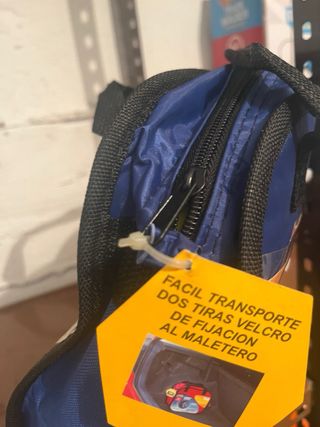 FACIL TRANSPORTE
DOS TIRAS VELCRO
DE FIJACION
AL MALETERO